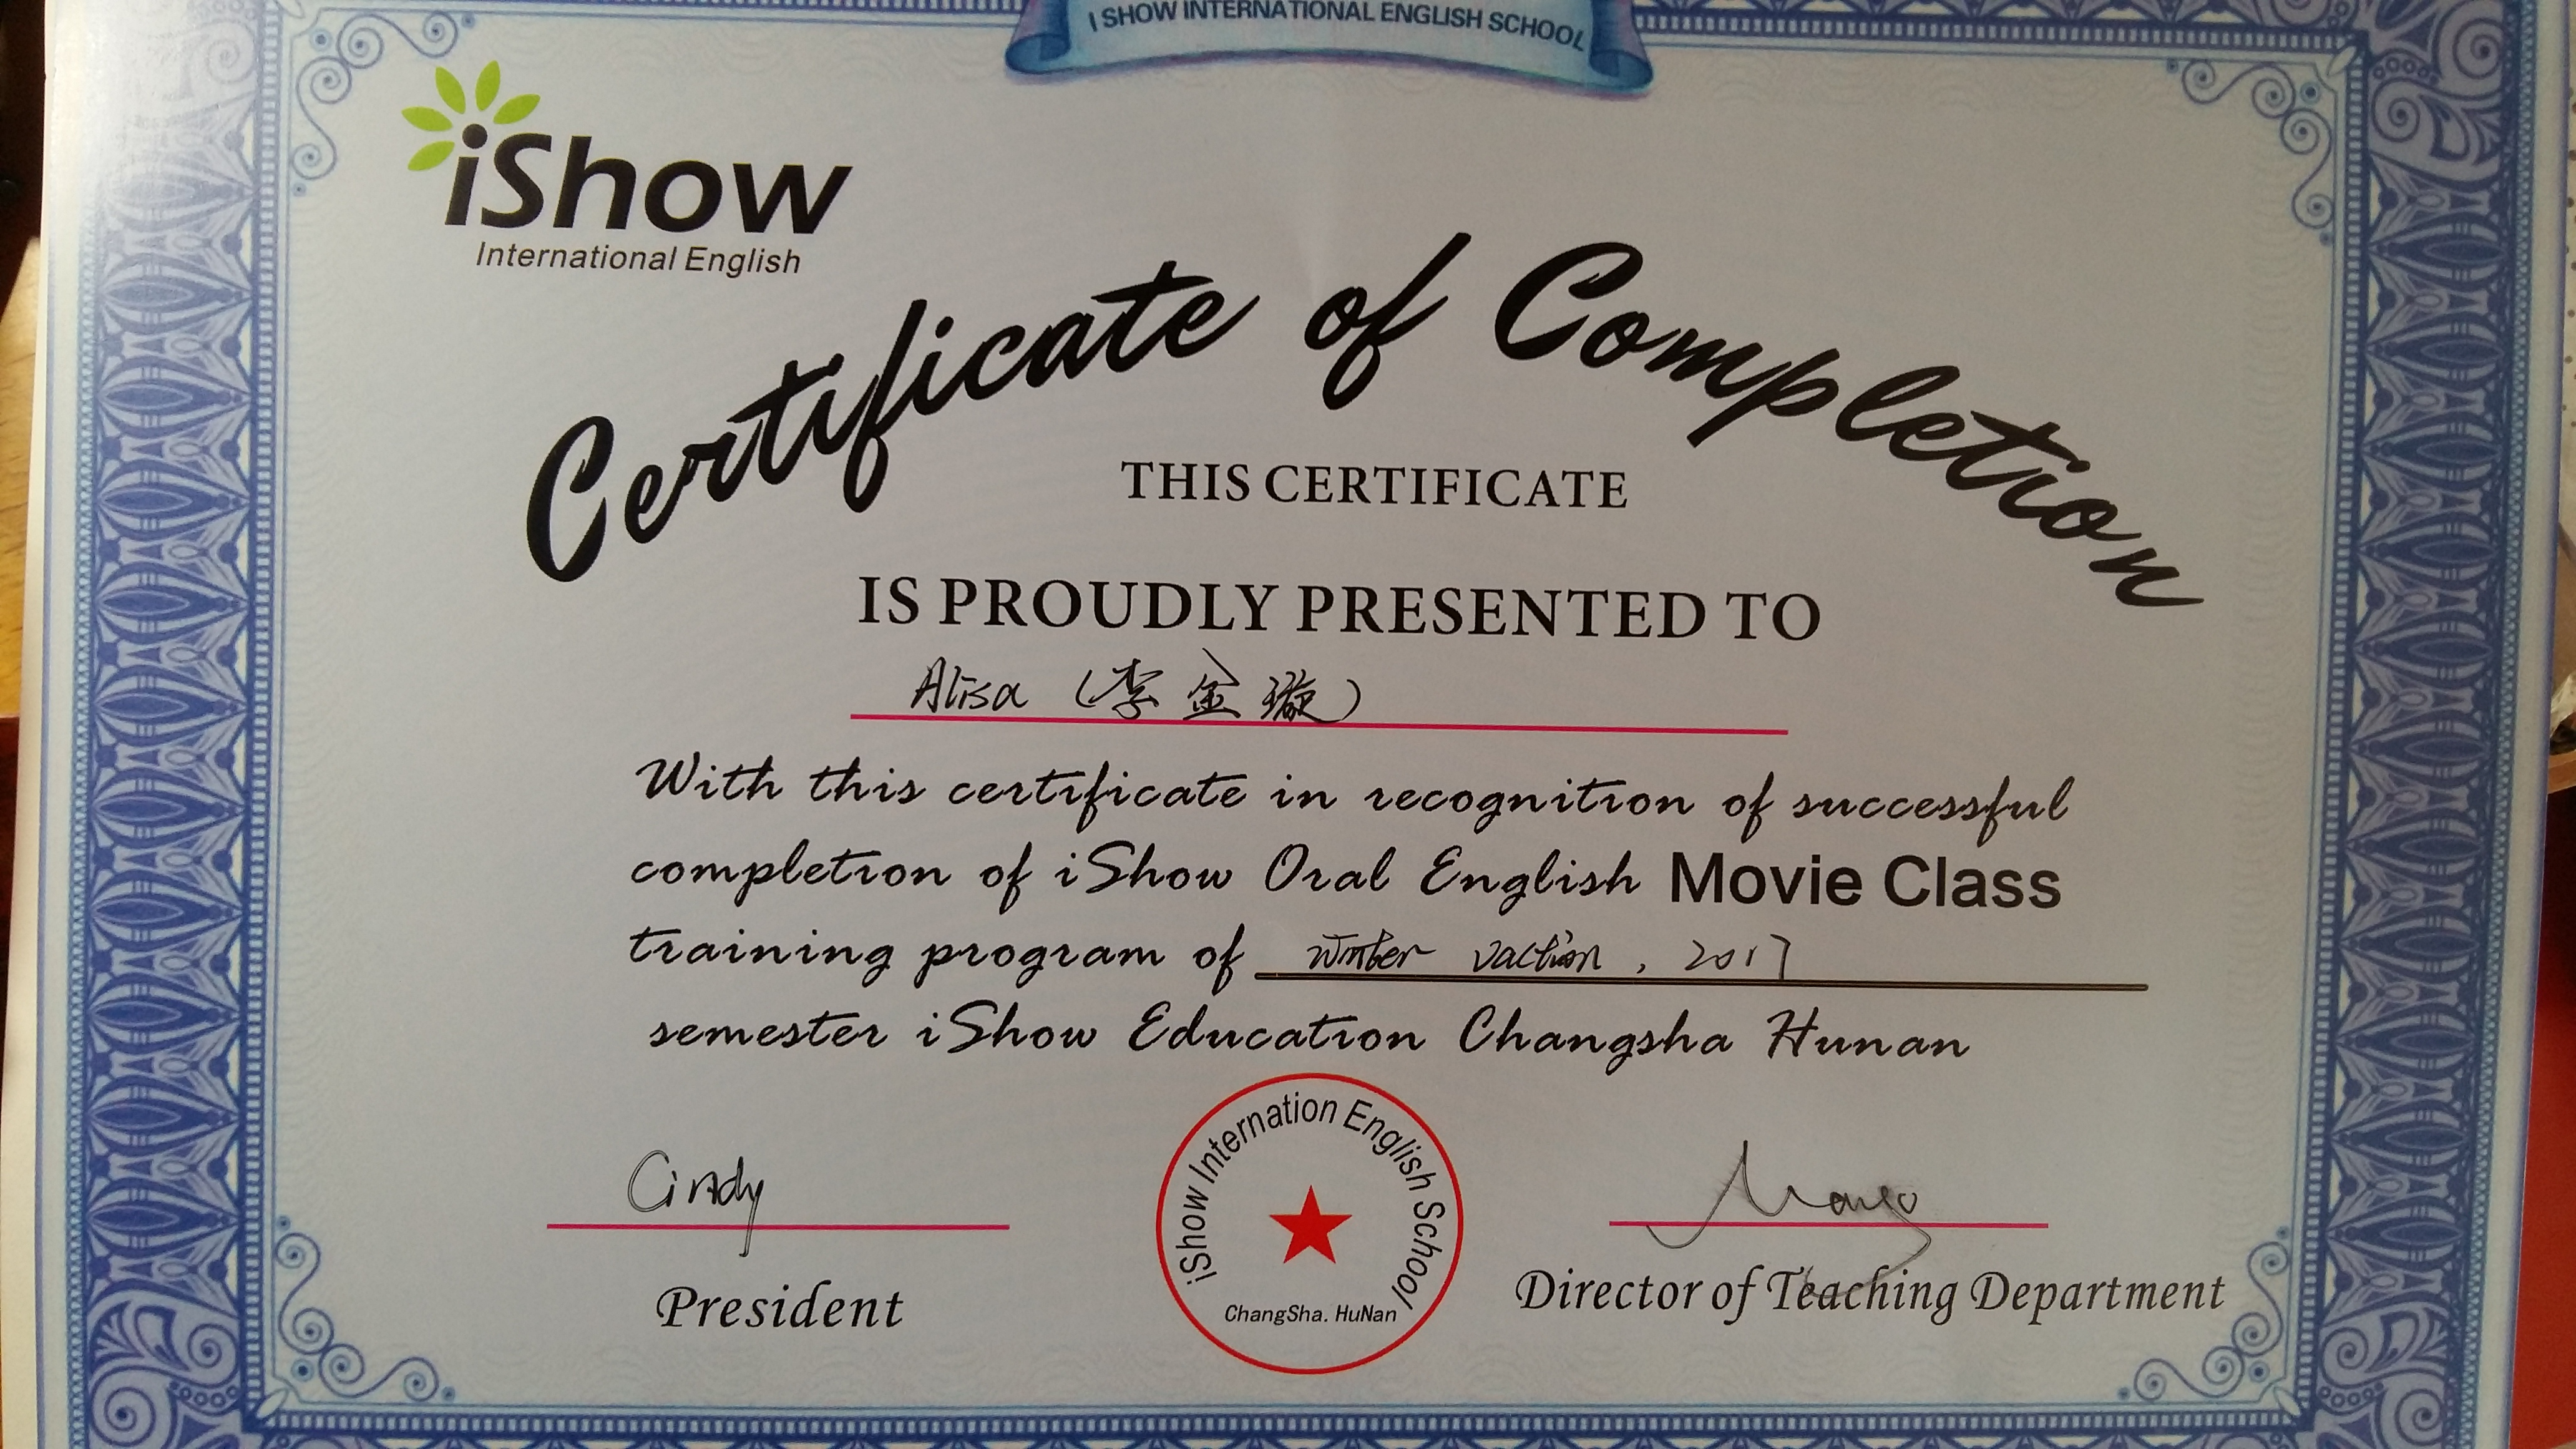 I SHOW INTERNATIONAL ENGLISH SCHOOL
iShow
International English
Certificate of Completion
THIS CERTIFICATE
IS PROUDLY PRESENTED TO
Alisa (李金璇)
With this certificate in recognition of successful
completion of iShow Oral English Movie Class
training program of winter vaction, 2017
semester iShow Education Changsha Hunan
Cindy
President
iShow Internation English School
ChangSha. HuNan
Director of Teaching Department